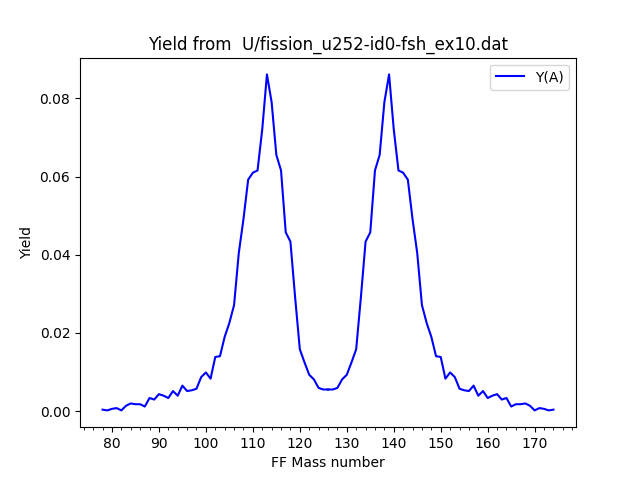 Yield from  U/fission_u252-id0-fsh_ex10.dat
Y(A)
0.08
0.06
0.04
0.02
0.00
Yield
80 90 100 110 120 130 140 150 160 170
FF Mass number